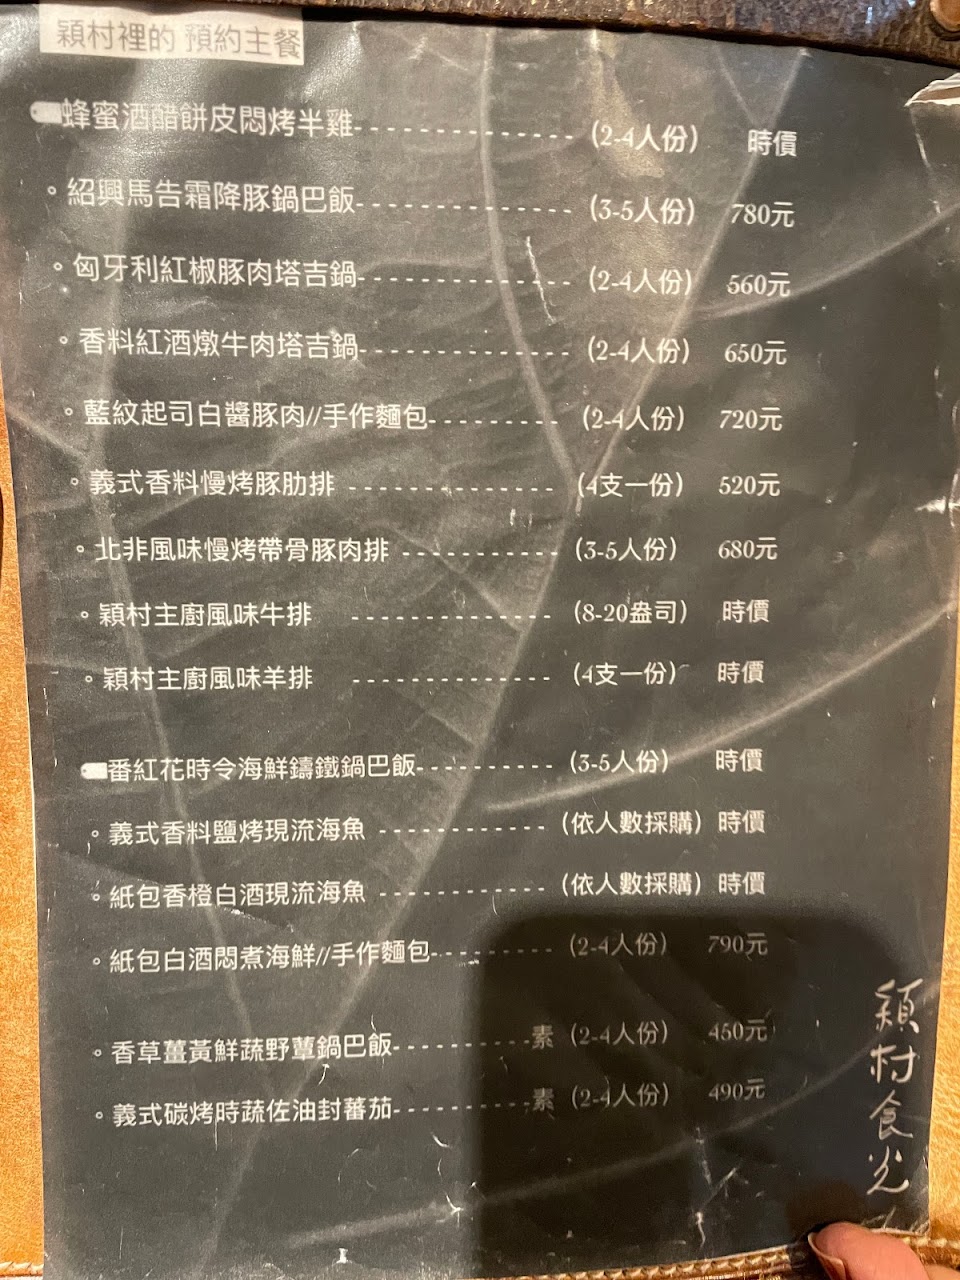 穎村裡的 預約主餐
蜂蜜酒醋餅皮悶烤半雞---------------(2-4人份) 時價
。紹興馬告霜降豚鍋巴飯---------------(3-5人份) 780元
。匈牙利紅椒豚肉塔吉鍋---------------(2-4人份) 560元
。香料紅酒燉牛肉塔吉鍋---------------(2-4人份) 650元
。藍紋起司白醬豚肉//手作麵包---------(2-4人份) 720元
。義式香料慢烤豚肋排 --------------(4支一份) 520元
。北非風味慢烤帶骨豚肉排 -----------(3-5人份) 680元
。穎村主廚風味牛排 --------------(8-20盎司) 時價
。穎村主廚風味羊排 --------------(4支一份) 時價
番紅花時令海鮮鑄鐵鍋巴飯----------(3-5人份) 時價
。義式香料鹽烤現流海魚 ------------(依人數採購) 時價
。紙包香橙白酒現流海魚 ------------(依人數採購) 時價
。紙包白酒悶煮海鮮//手作麵包---------(2-4人份) 790元
。香草薑黃鮮蔬野蕈鍋巴飯----------素 (2-4人份) 450元
。義式碳烤時蔬佐油封蕃茄----------素 (2-4人份) 490元
穎村食光